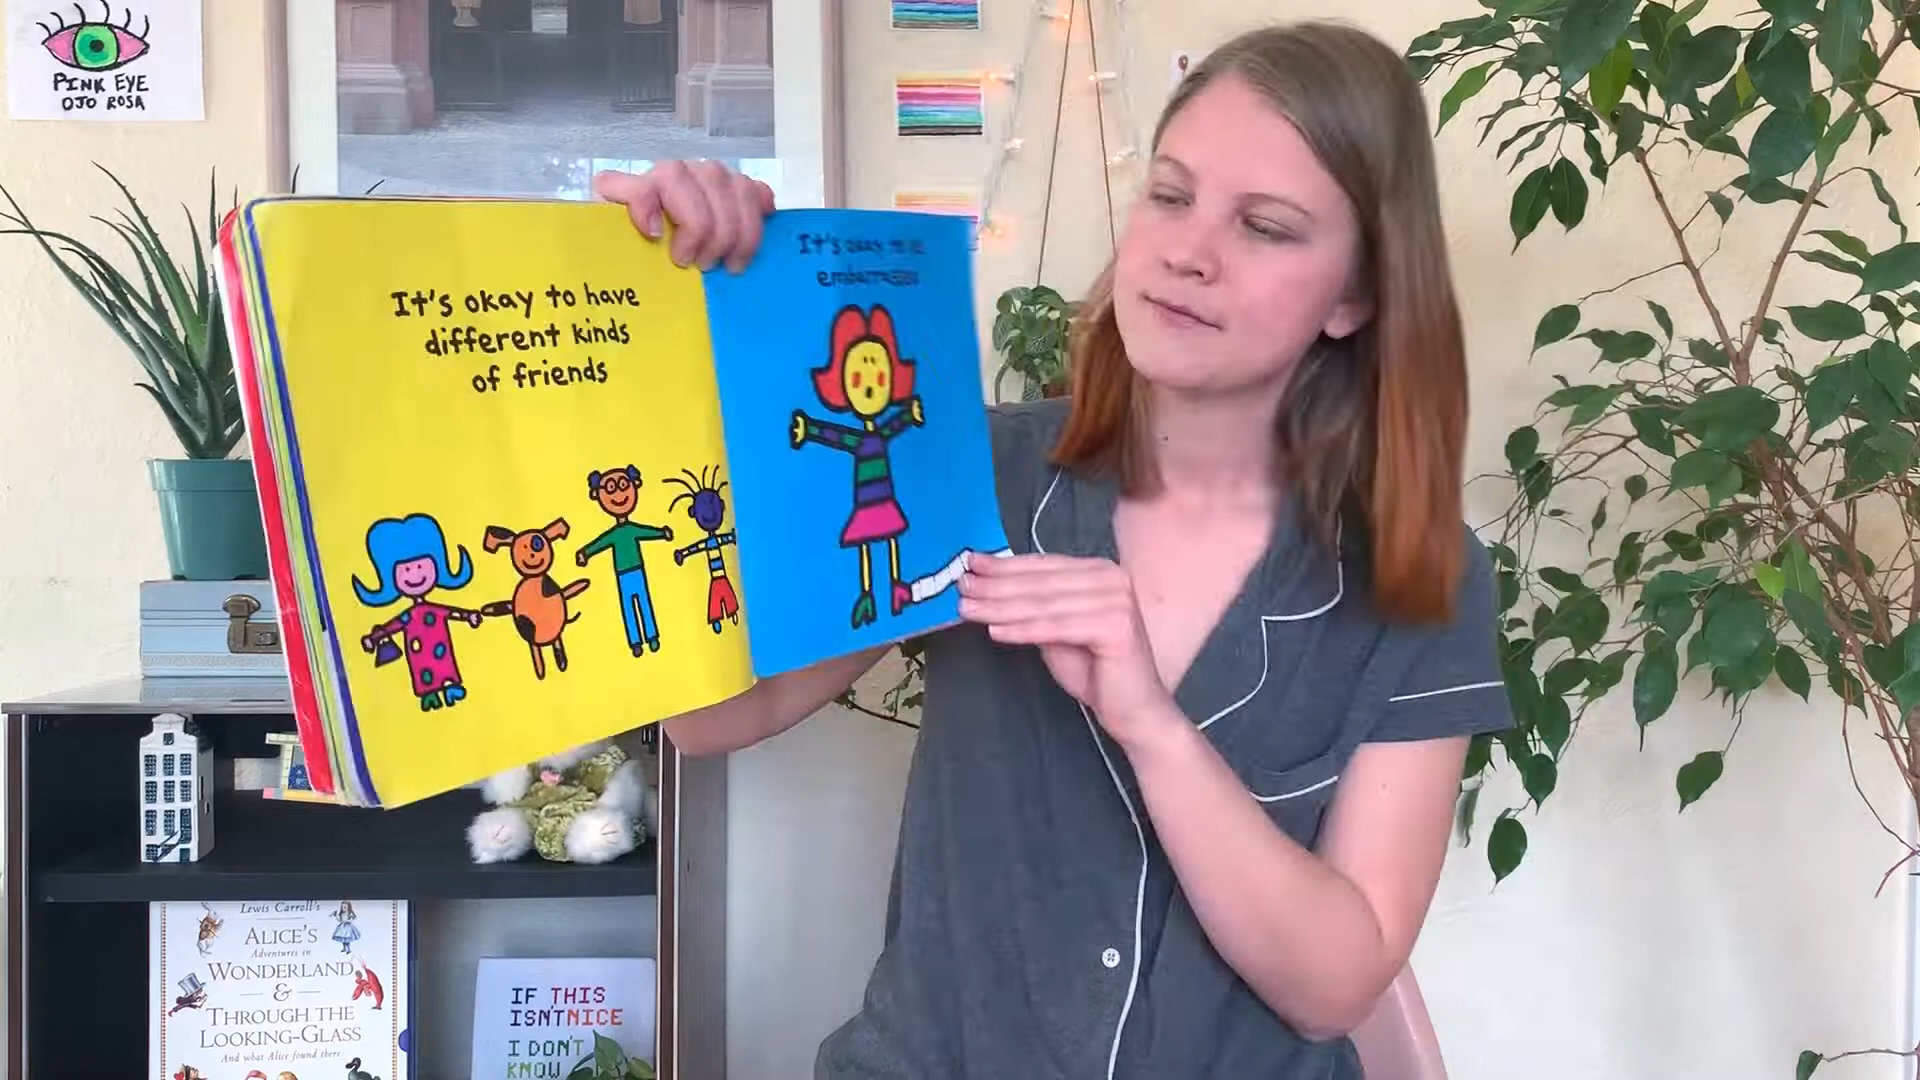 PINK EYE
OJO ROSA
It's okay to have
different kinds
of friends
It's okay to be
embarrassed
Lewis Carroll's
ALICE'S
Adventures in
WONDERLAND
&
THROUGH THE
LOOKING-GLASS
And what Alice found there
IF THIS
ISN'T NICE
I DON'T
KNOW